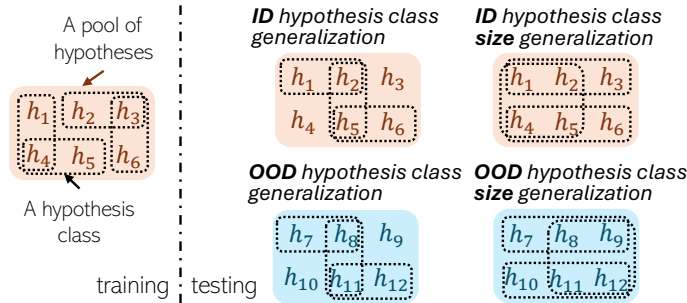 A pool of
hypotheses
h₁ h₂ h₃
h₄ h₅ h₆
A hypothesis
class
training
testing
ID hypothesis class
generalization
h₁ h₂ h₃
h₄ h₅ h₆
ID hypothesis class
size generalization
h₁ h₂ h₃
h₄ h₅ h₆
OOD hypothesis class
generalization
h₇ h₈ h₉
h₁₀ h₁₁ h₁₂
OOD hypothesis class
size generalization
h₇ h₈ h₉
h₁₀ h₁₁ h₁₂